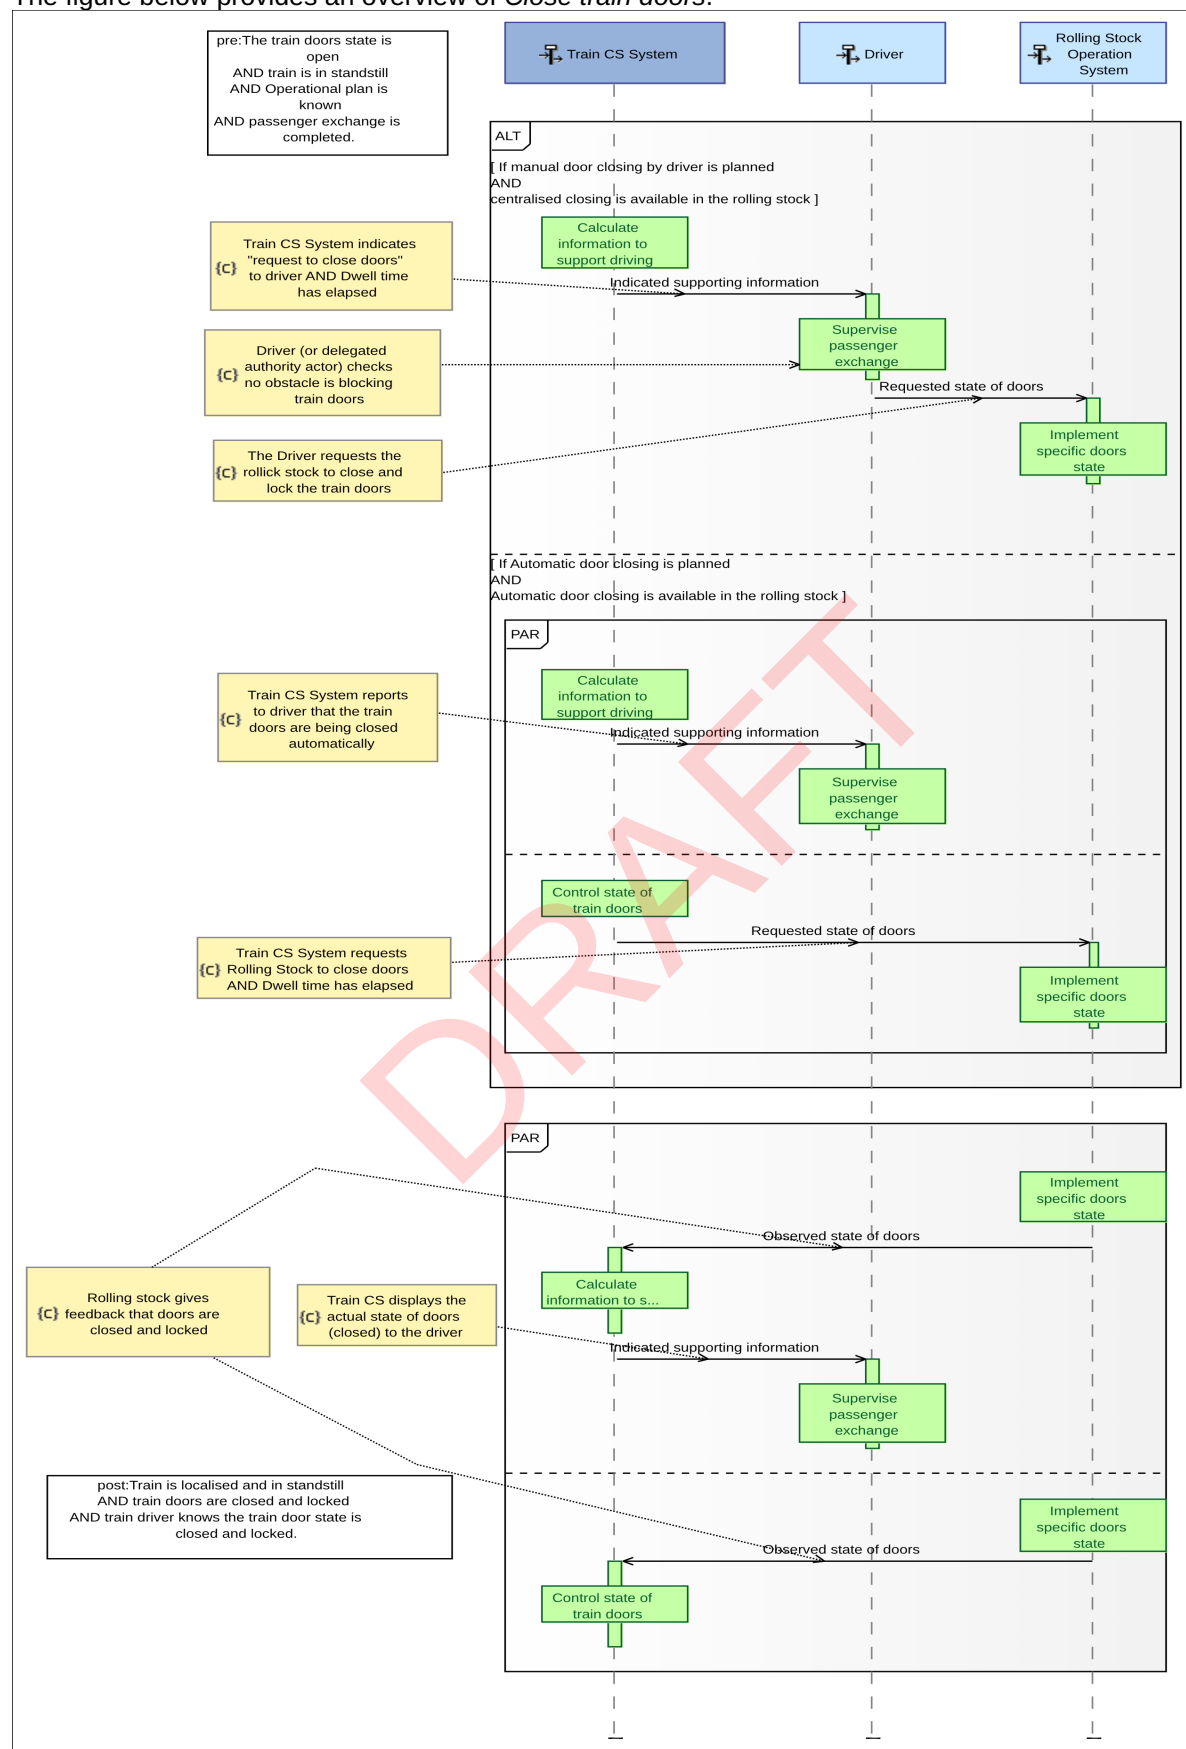 The figure below provides an overview of Close train doors.
pre:The train doors state is
open
AND train is in standstill
AND Operational plan is
known
AND passenger exchange is
completed.
Train CS System
Driver
Rolling Stock
Operation
System
ALT
[ If manual door closing by driver is planned
AND
centralised closing is available in the rolling stock ]
Calculate
information to
support driving
{c}
Train CS System indicates
"request to close doors"
to driver AND Dwell time
has elapsed
Indicated supporting information
Supervise
passenger
exchange
{c}
Driver (or delegated
authority actor) checks
no obstacle is blocking
train doors
Requested state of doors
{c}
The Driver requests the
rollick stock to close and
lock the train doors
Implement
specific doors
state
[ If Automatic door closing is planned
AND
Automatic door closing is available in the rolling stock ]
PAR
Calculate
information to
support driving
{c}
Train CS System reports
to driver that the train
doors are being closed
automatically
Indicated supporting information
Supervise
passenger
exchange
Control state of
train doors
Requested state of doors
{c}
Train CS System requests
Rolling Stock to close doors
AND Dwell time has elapsed
Implement
specific doors
state
DRAFT
PAR
Implement
specific doors
state
Observed state of doors
{c}
Rolling stock gives
feedback that doors are
closed and locked
Calculate
information to s...
{c}
Train CS displays the
actual state of doors
(closed) to the driver
Indicated supporting information
Supervise
passenger
exchange
post:Train is localised and in standstill
AND train doors are closed and locked
AND train driver knows the train door state is
closed and locked.
Implement
specific doors
state
Observed state of doors
Control state of
train doors